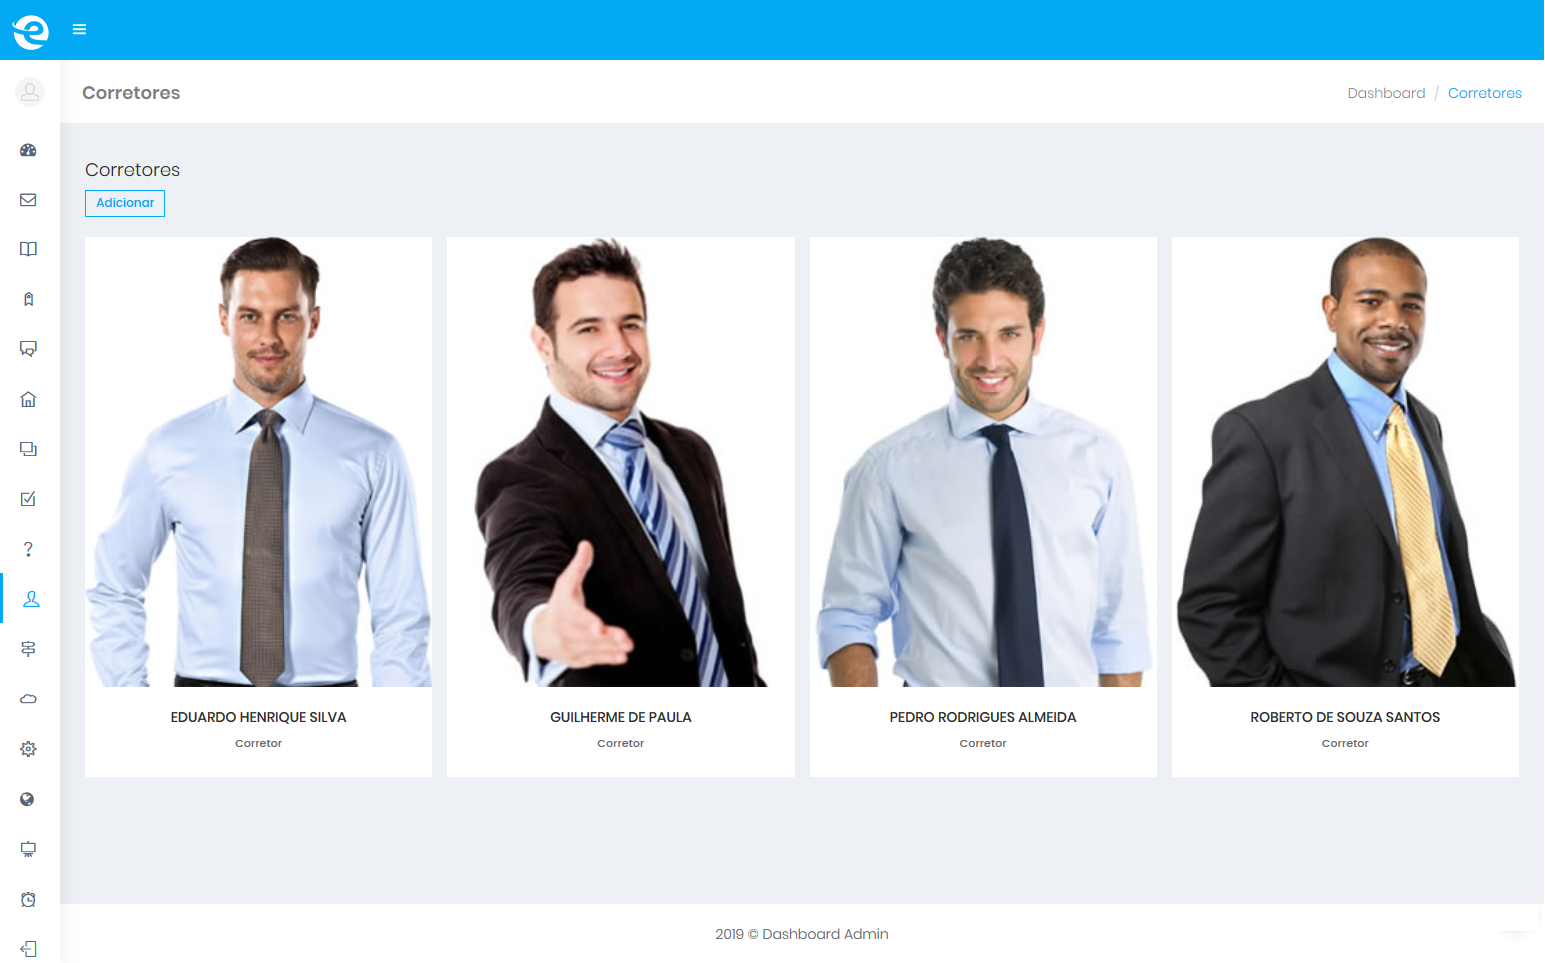 Corretores
Dashboard / Corretores
Corretores
Adicionar
EDUARDO HENRIQUE SILVA
Corretor
GUILHERME DE PAULA
Corretor
PEDRO RODRIGUES ALMEIDA
Corretor
ROBERTO DE SOUZA SANTOS
Corretor
2019 © Dashboard Admin